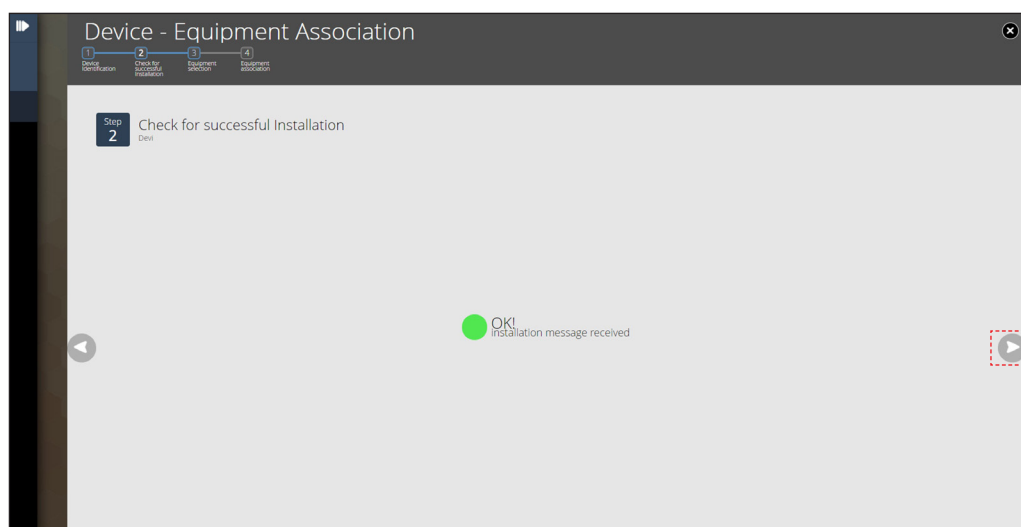 Device - Equipment Association
1
2
3
4
Device
Identification
Check for
successful
Installation
Equipment
selection
Equipment
association
Step
2
Check for successful Installation
Devi
OK!
Installation message received